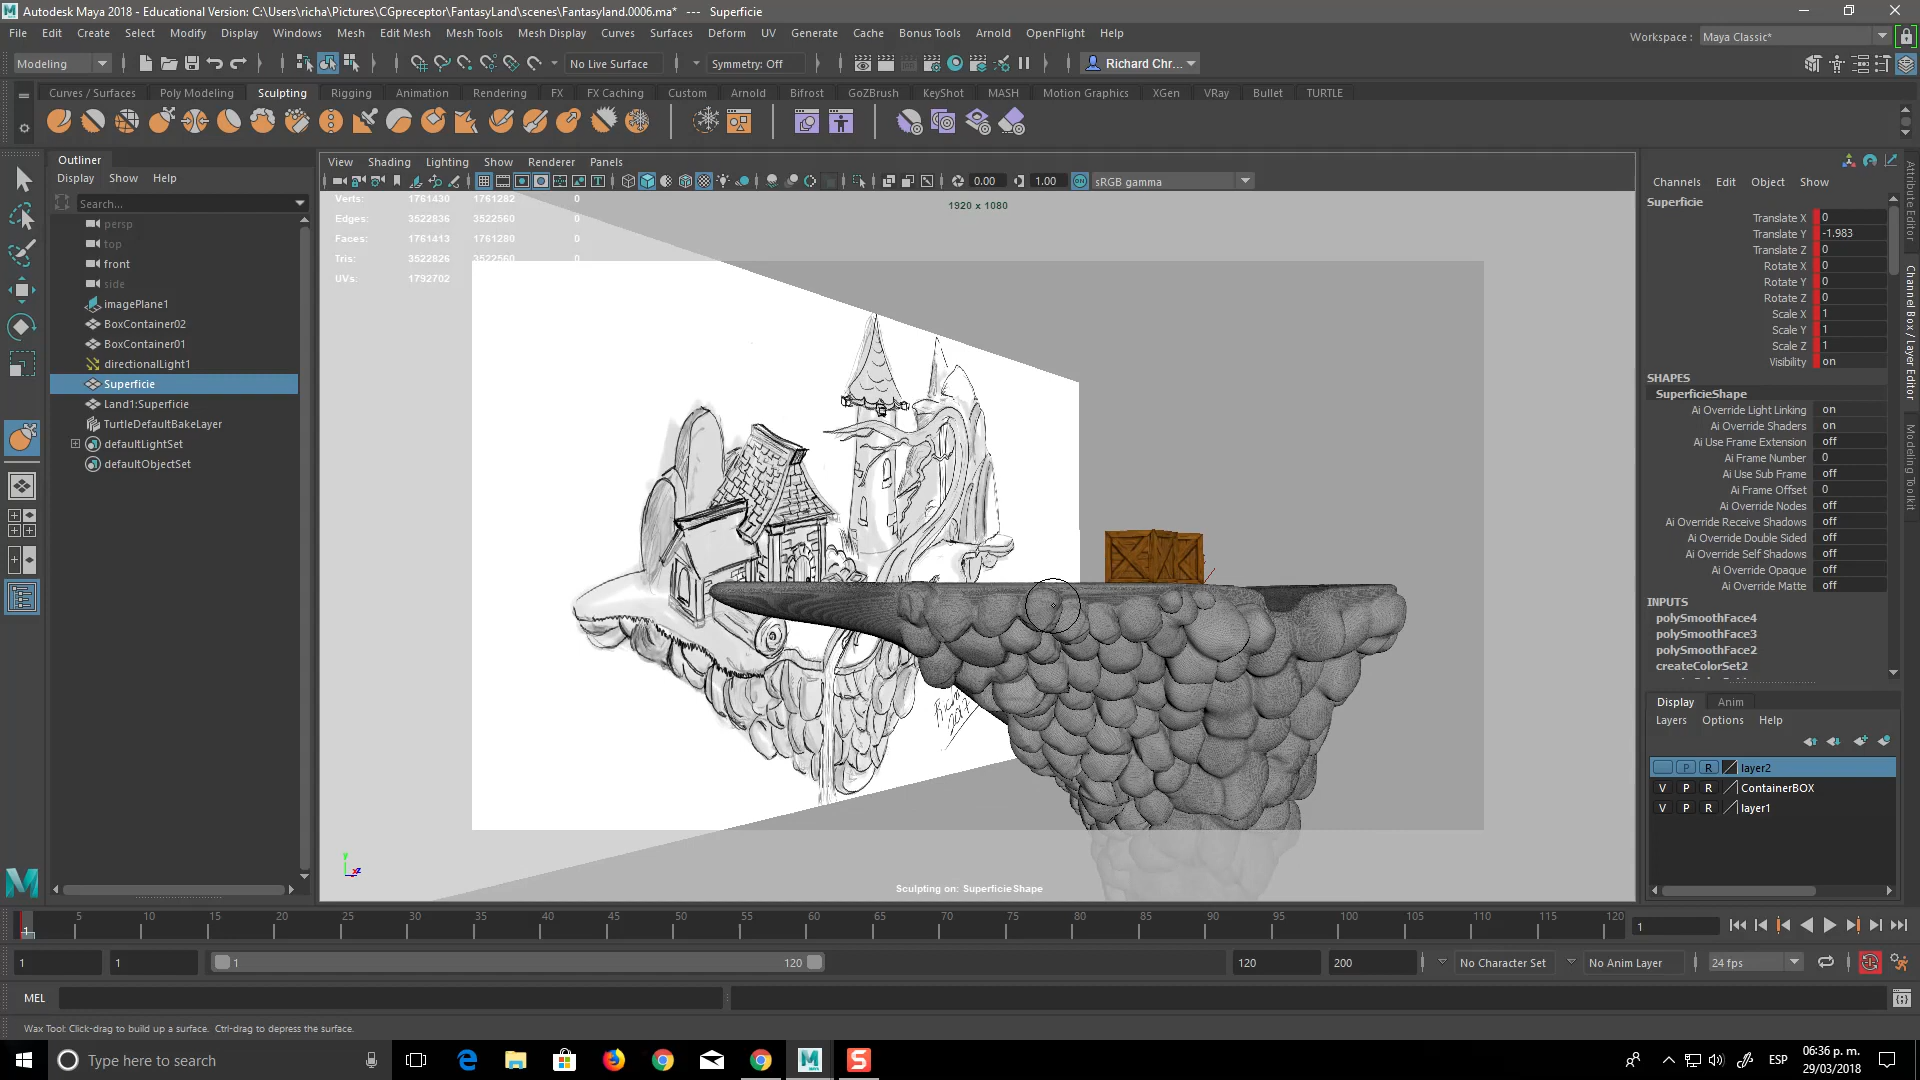 Autodesk Maya 2018 - Educational Version: C:\Users\richa\Pictures\CGpreceptor\FantasyLand\scenes\Fantasyland.0006.ma* --- Superficie
File Edit Create Select Modify Display Windows Mesh Edit Mesh Mesh Tools Mesh Display Curves Surfaces Deform UV Generate Cache Bonus Tools Arnold OpenFlight Help
Workspace : Maya Classic*
Modeling No Live Surface Symmetry: Off Richard Chr...
Curves / Surfaces Poly Modeling Sculpting Rigging Animation Rendering FX FX Caching Custom Arnold Bifrost GoZBrush KeyShot MASH Motion Graphics XGen VRay Bullet TURTLE
Outliner
Display Show Help
Search...
persp
top
front
side
imagePlane1
BoxContainer02
BoxContainer01
directionalLight1
Superficie
Land1:Superficie
TurtleDefaultBakeLayer
defaultLightSet
defaultObjectSet
View Shading Lighting Show Renderer Panels
0.00 1.00 ON sRGB gamma
Verts: 1761430 1761282 0
Edges: 3522836 3522560 0
Faces: 1761413 1761280 0
Tris: 3522826 3522560 0
UVs: 1792702
1920 x 1080
2017
y
Sculpting on: SuperficieShape
Channels Edit Object Show
Superficie
Translate X 0
Translate Y -1.983
Translate Z 0
Rotate X 0
Rotate Y 0
Rotate Z 0
Scale X 1
Scale Y 1
Scale Z 1
Visibility on
SHAPES
SuperficieShape
Ai Override Light Linking on
Ai Override Shaders on
Ai Use Frame Extension off
Ai Frame Number 0
Ai Use Sub Frame off
Ai Frame Offset 0
Ai Override Nodes off
Ai Override Receive Shadows off
Ai Override Double Sided off
Ai Override Self Shadows off
Ai Override Opaque off
Ai Override Matte off
INPUTS
polySmoothFace4
polySmoothFace3
polySmoothFace2
createColorSet2
Attribute Editor
Channel Box / Layer Editor
Modeling Toolkit
Display Anim
Layers Options Help
P R layer2
V P R ContainerBOX
V P R layer1
1 5 10 15 20 25 30 35 40 45 50 55 60 65 70 75 80 85 90 95 100 105 110 115 120 1
1 1 1 120 120 200 No Character Set No Anim Layer 24 fps
MEL
Wax Tool: Click-drag to build up a surface. Ctrl-drag to depress the surface.
Type here to search
ESP
06:36 p. m.
29/03/2018